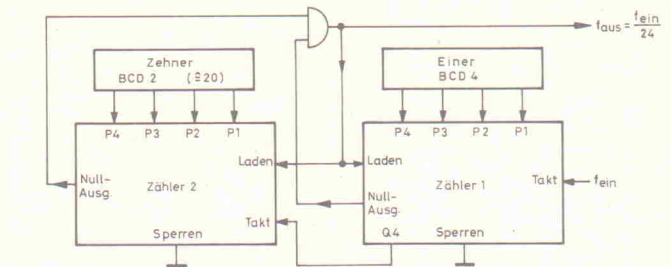 f_aus = f_ein / 24
Zehner
BCD 2 (≙20)
Einer
BCD 4
P4 P3 P2 P1
P4 P3 P2 P1
Laden
Laden
Null-
Ausg.
Zähler 2
Null-
Ausg.
Zähler 1
Takt
f_ein
Takt
Sperren
Q4
Sperren